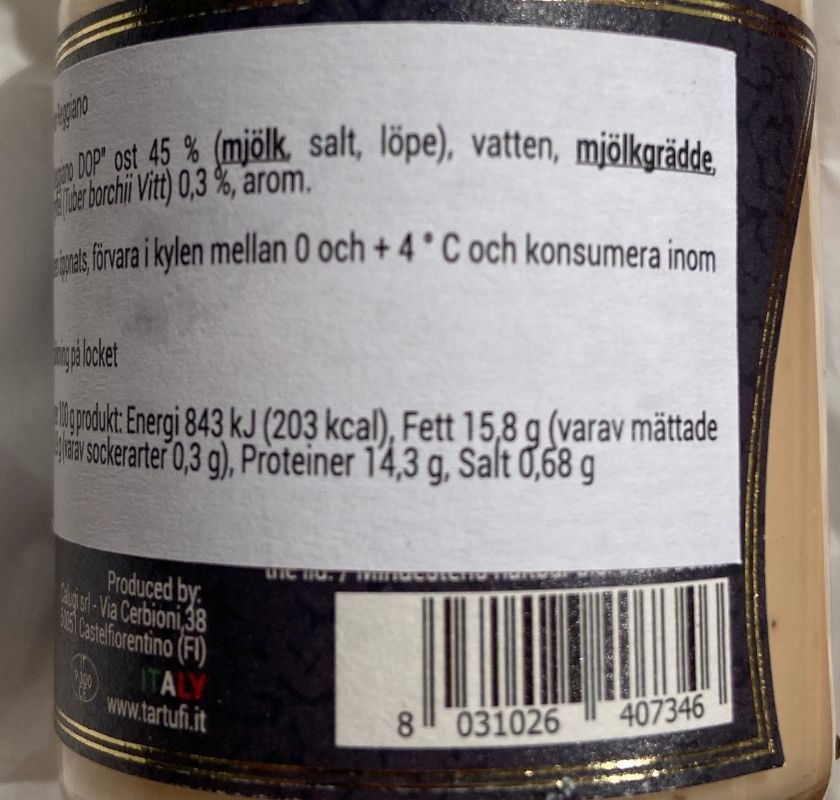 Reggiano
DOP" ost 45 % (mjölk, salt, löpe), vatten, mjölkgrädde,
(Tuber borchii Vitt) 0,3 %, arom.
förvara i kylen mellan 0 och + 4 ° C och konsumera inom
på locket
100 g produkt: Energi 843 kJ (203 kcal), Fett 15,8 g (varav mättade
(varav sockerarter 0,3 g), Proteiner 14,3 g, Salt 0,68 g
Produced by:
Calugi srl - Via Cerbioni,38
50051 Castelfiorentino (FI)
ITALY
www.tartufi.it
8 031026 407346